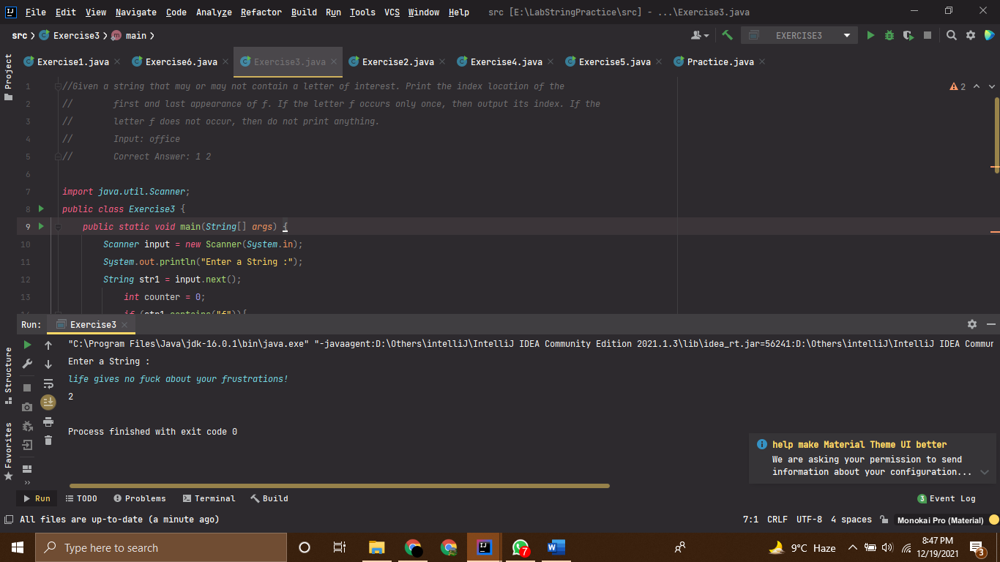 File Edit View Navigate Code Analyze Refactor Build Run Tools VCS Window Help src [E:\LabStringPractice\src] - ...\Exercise3.java
src Exercise3 main EXERCISE3
Exercise1.java Exercise6.java Exercise3.java Exercise2.java Exercise4.java Exercise5.java Practice.java
Project
1 //Given a string that may or may not contain a letter of interest. Print the index location of the
2
2 // first and last appearance of f. If the letter f occurs only once, then output its index. If the
3 // letter f does not occur, then do not print anything.
4 // Input: office
5 // Correct Answer: 1 2
6
7 import java.util.Scanner;
8 public class Exercise3 {
9 public static void main(String[] args) {
10 Scanner input = new Scanner(System.in);
11 System.out.println("Enter a String :");
12 String str1 = input.next();
13 int counter = 0;
14 if (str1.contains("f")){
Run: Exercise3
"C:\Program Files\Java\jdk-16.0.1\bin\java.exe" "-javaagent:D:\Others\intelliJ\IntelliJ IDEA Community Edition 2021.1.3\lib\idea_rt.jar=56241:D:\Others\intelliJ\IntelliJ IDEA Commun
Enter a String :
life gives no fuck about your frustrations!
2
Process finished with exit code 0
Structure
Favorites
help make Material Theme UI better
We are asking your permission to send
information about your configuration...
Run TODO Problems Terminal Build 3 Event Log
All files are up-to-date (a minute ago) 7:1 CRLF UTF-8 4 spaces Monokai Pro (Material)
Type here to search 7 9°C Haze 8:47 PM
12/19/2021 3